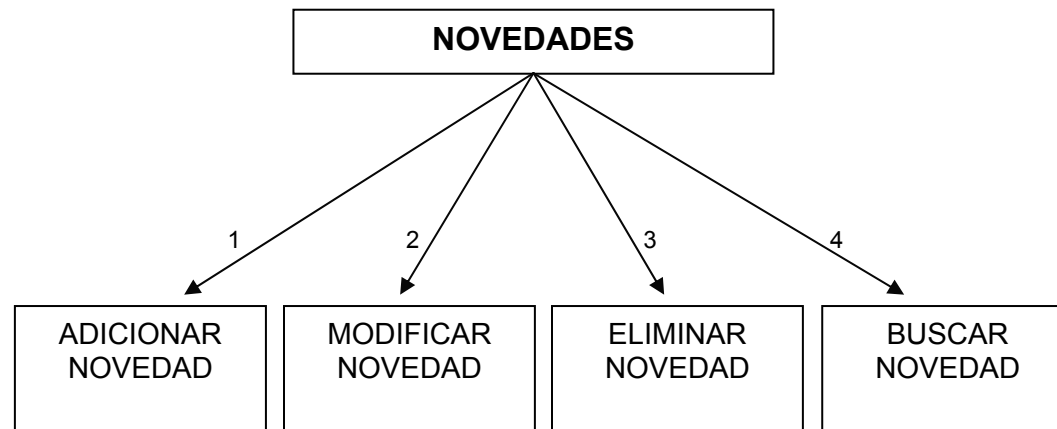 NOVEDADES
1
2
3
4
ADICIONAR
NOVEDAD
MODIFICAR
NOVEDAD
ELIMINAR
NOVEDAD
BUSCAR
NOVEDAD